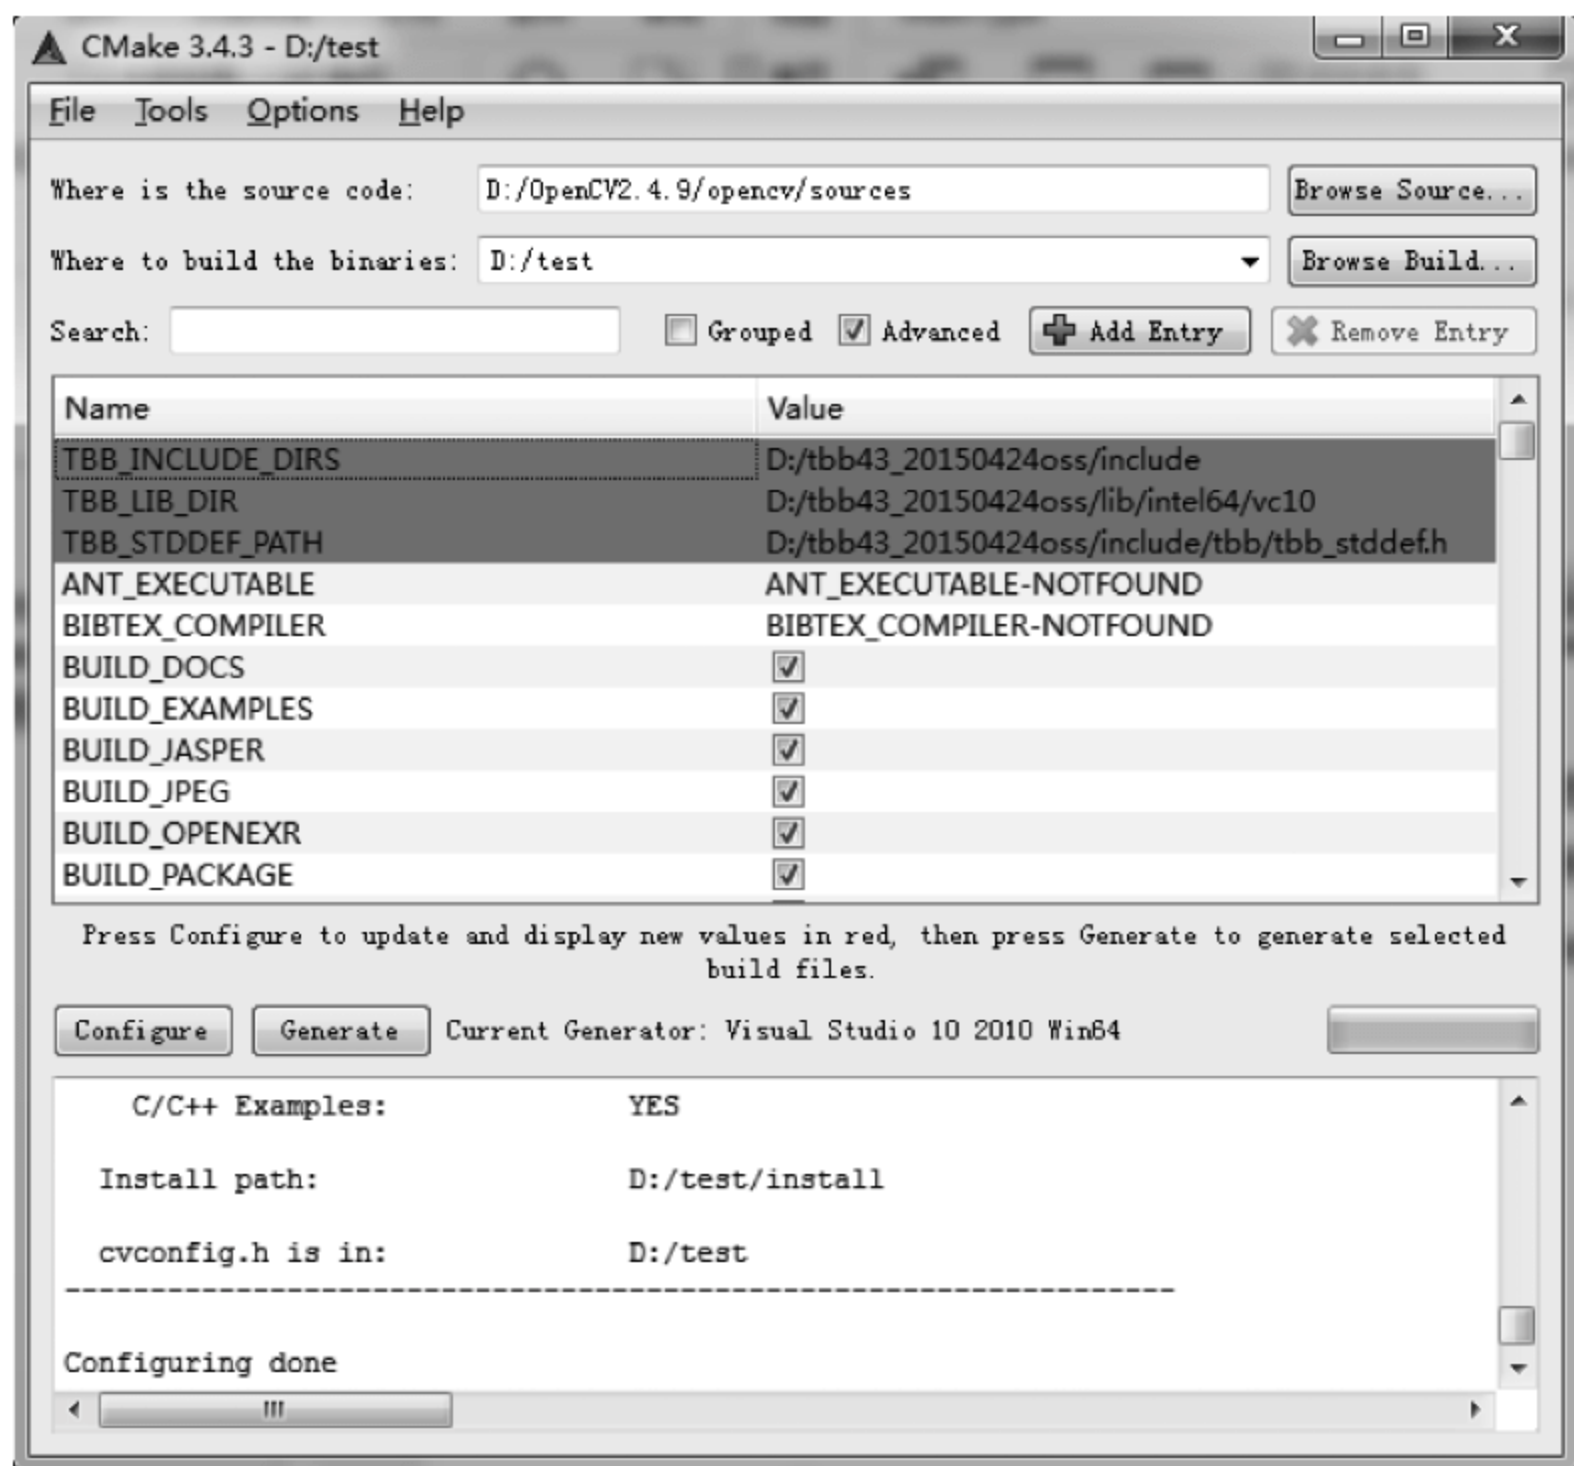 CMake 3.4.3 - D:/test
File Tools Options Help
Where is the source code: D:/OpenCV2.4.9/opencv/sources Browse Source...
Where to build the binaries: D:/test Browse Build...
Search: Grouped Advanced Add Entry Remove Entry
Name Value
TBB_INCLUDE_DIRS D:/tbb43_20150424oss/include
TBB_LIB_DIR D:/tbb43_20150424oss/lib/intel64/vc10
TBB_STDDEF_PATH D:/tbb43_20150424oss/include/tbb/tbb_stddef.h
ANT_EXECUTABLE ANT_EXECUTABLE-NOTFOUND
BIBTEX_COMPILER BIBTEX_COMPILER-NOTFOUND
BUILD_DOCS
BUILD_EXAMPLES
BUILD_JASPER
BUILD_JPEG
BUILD_OPENEXR
BUILD_PACKAGE
Press Configure to update and display new values in red, then press Generate to generate selected
build files.
Configure Generate Current Generator: Visual Studio 10 2010 Win64
C/C++ Examples: YES
Install path: D:/test/install
cvconfig.h is in: D:/test
------------------------------------------------------------------
Configuring done